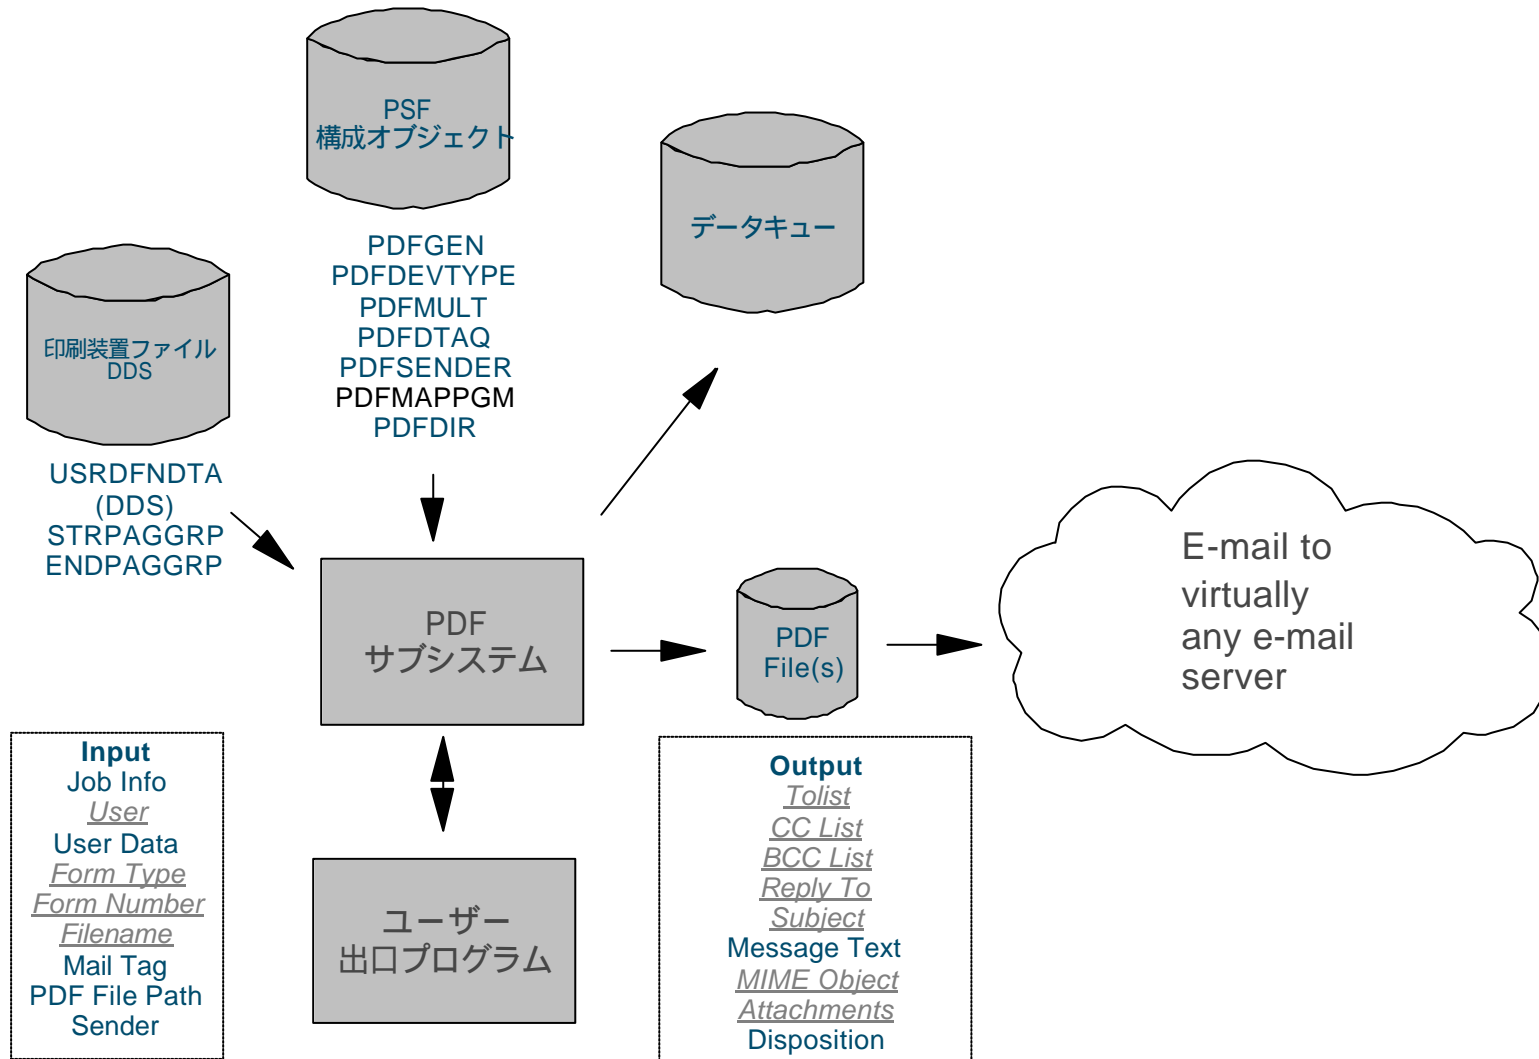 PSF
構成オブジェクト
データキュー
印刷装置ファイル
DDS
PDFGEN
PDFDEVTYPE
PDFMULT
PDFDTAQ
PDFSENDER
PDFMAPPGM
PDFDIR
USRDFNDTA
(DDS)
STRPAGGRP
ENDPAGGRP
PDF
サブシステム
PDF
File(s)
E-mail to
virtually
any e-mail
server
Input
Job Info
User
User Data
Form Type
Form Number
Filename
Mail Tag
PDF File Path
Sender
ユーザー
出口プログラム
Output
Tolist
CC List
BCC List
Reply To
Subject
Message Text
MIME Object
Attachments
Disposition